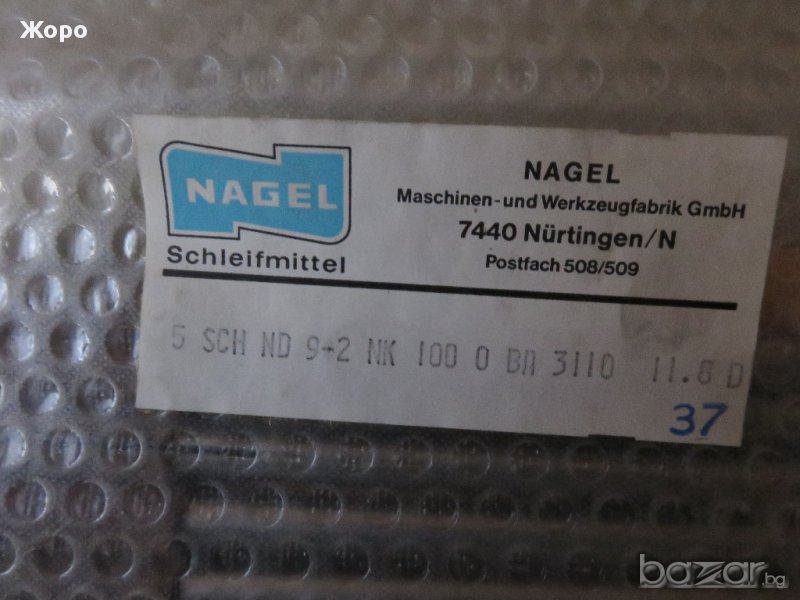 Жоро
NAGEL
Schleifmittel
NAGEL
Maschinen-und Werkzeugfabrik GmbH
7440 Nürtingen/N
Postfach 508/509
5 SCH ND 9-2 NK 100 0 3110 11.8 D
37
bazar.bg